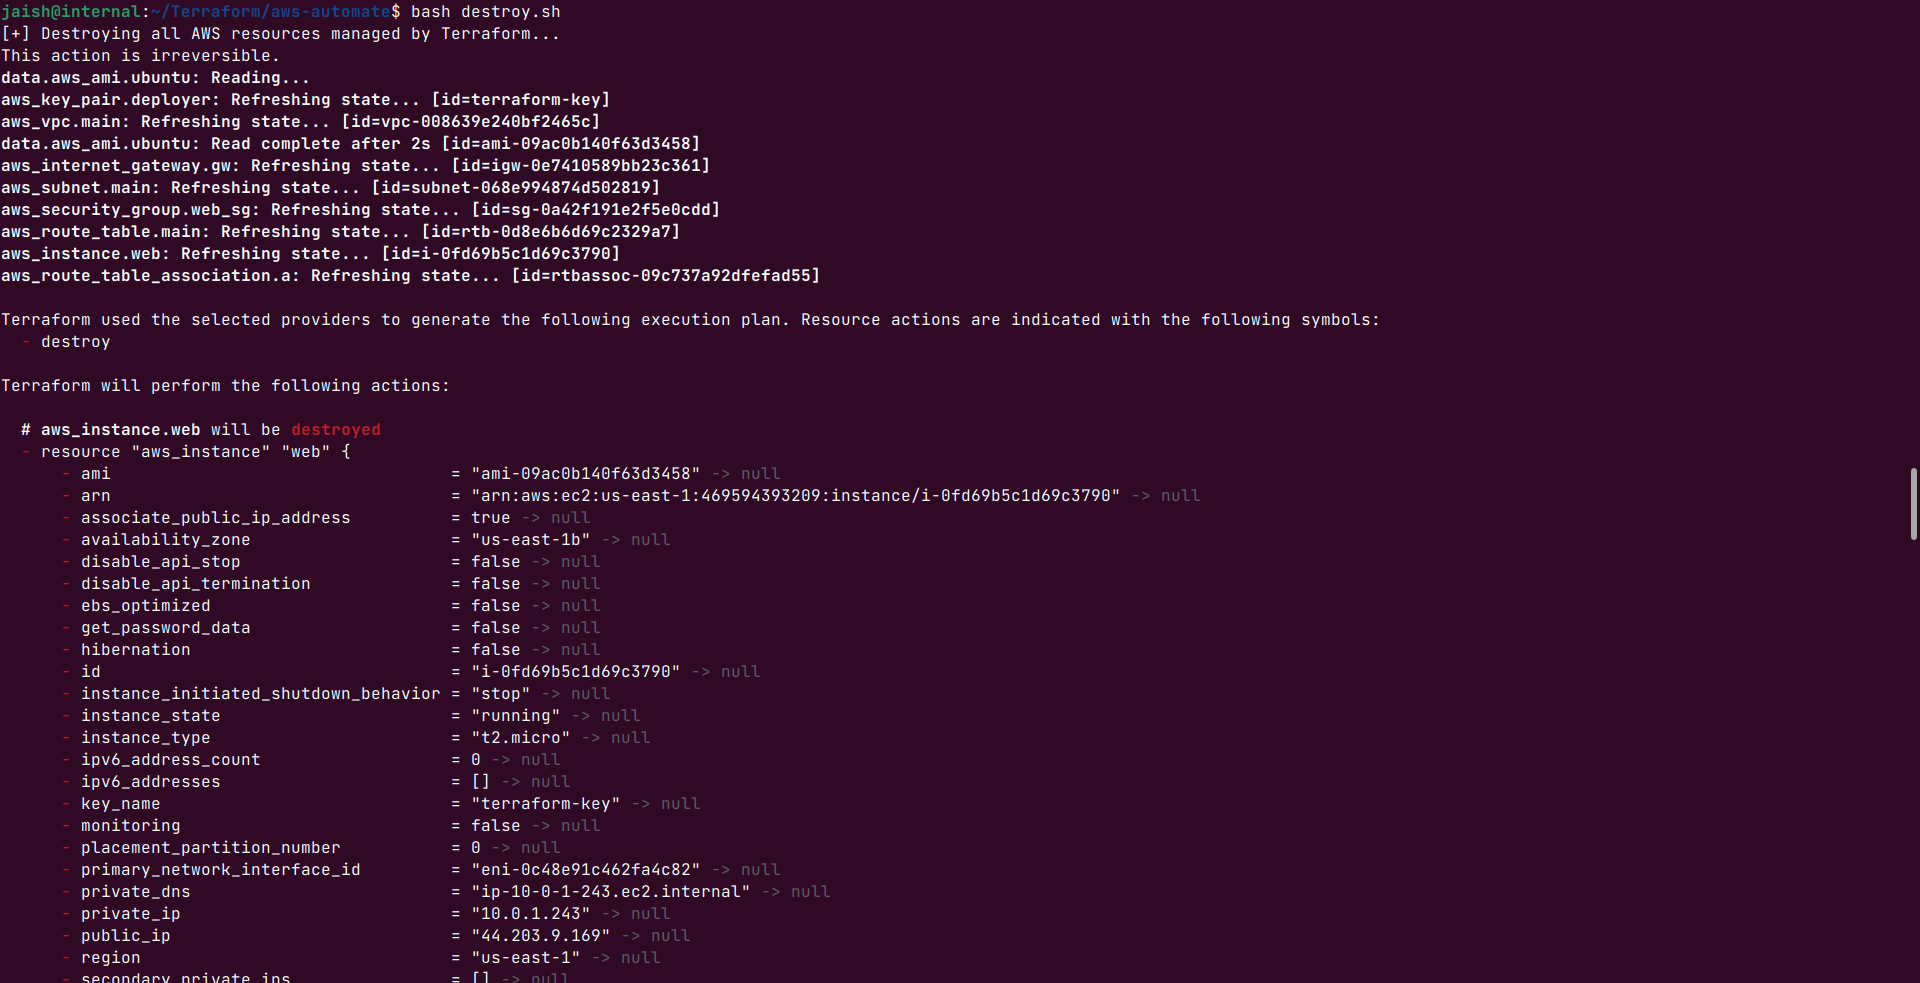 jaish@internal:~/Terraform/aws-automate$ bash destroy.sh
[+] Destroying all AWS resources managed by Terraform...
This action is irreversible.
data.aws_ami.ubuntu: Reading...
aws_key_pair.deployer: Refreshing state... [id=terraform-key]
aws_vpc.main: Refreshing state... [id=vpc-008639e240bf2465c]
data.aws_ami.ubuntu: Read complete after 2s [id=ami-09ac0b140f63d3458]
aws_internet_gateway.gw: Refreshing state... [id=igw-0e7410589bb23c361]
aws_subnet.main: Refreshing state... [id=subnet-068e994874d502819]
aws_security_group.web_sg: Refreshing state... [id=sg-0a42f191e2f5e0cdd]
aws_route_table.main: Refreshing state... [id=rtb-0d8e6b6d69c2329a7]
aws_instance.web: Refreshing state... [id=i-0fd69b5c1d69c3790]
aws_route_table_association.a: Refreshing state... [id=rtbassoc-09c737a92dfefad55]

Terraform used the selected providers to generate the following execution plan. Resource actions are indicated with the following symbols:
  - destroy

Terraform will perform the following actions:

  # aws_instance.web will be destroyed
  - resource "aws_instance" "web" {
      - ami                                  = "ami-09ac0b140f63d3458" -> null
      - arn                                  = "arn:aws:ec2:us-east-1:469594393209:instance/i-0fd69b5c1d69c3790" -> null
      - associate_public_ip_address          = true -> null
      - availability_zone                    = "us-east-1b" -> null
      - disable_api_stop                     = false -> null
      - disable_api_termination              = false -> null
      - ebs_optimized                        = false -> null
      - get_password_data                    = false -> null
      - hibernation                          = false -> null
      - id                                   = "i-0fd69b5c1d69c3790" -> null
      - instance_initiated_shutdown_behavior = "stop" -> null
      - instance_state                       = "running" -> null
      - instance_type                        = "t2.micro" -> null
      - ipv6_address_count                   = 0 -> null
      - ipv6_addresses                       = [] -> null
      - key_name                             = "terraform-key" -> null
      - monitoring                           = false -> null
      - placement_partition_number           = 0 -> null
      - primary_network_interface_id         = "eni-0c48e91c462fa4c82" -> null
      - private_dns                          = "ip-10-0-1-243.ec2.internal" -> null
      - private_ip                           = "10.0.1.243" -> null
      - public_ip                            = "44.203.9.169" -> null
      - region                               = "us-east-1" -> null
      - secondary_private_ips                = [] -> null